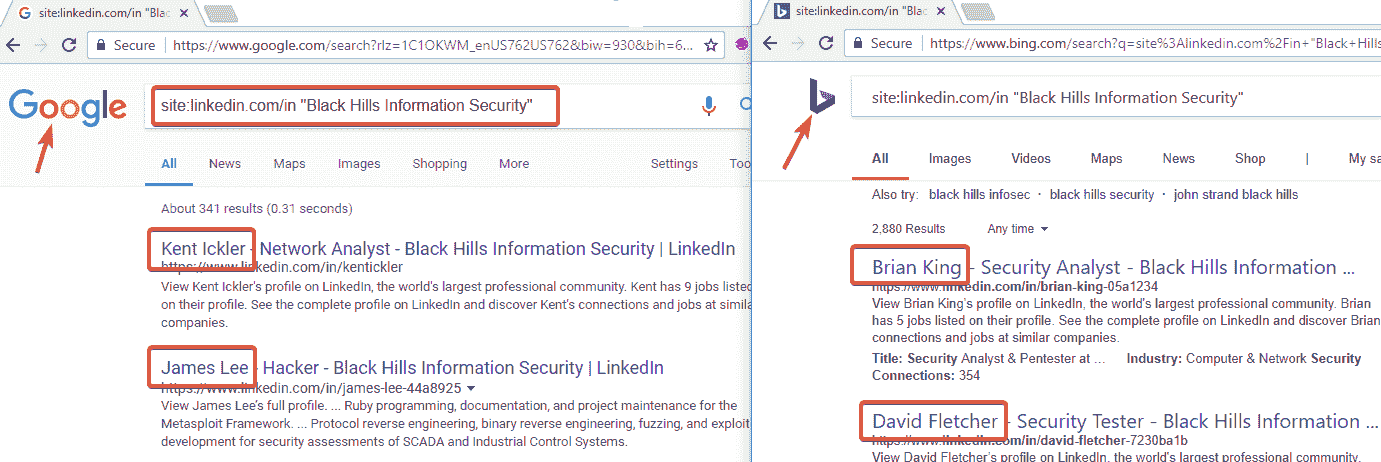 site:linkedin.com/in "Blac
Secure https://www.google.com/search?rlz=1C1OKWM_enUS762US762&biw=930&bih=6...
Google
site:linkedin.com/in "Black Hills Information Security"
All News Maps Images Shopping More Settings Too
About 341 results (0.31 seconds)
Kent Ickler - Network Analyst - Black Hills Information Security | LinkedIn
https://www.linkedin.com/in/kentickler
View Kent Ickler's profile on LinkedIn, the world's largest professional community. Kent has 9 jobs listed
on their profile. See the complete profile on LinkedIn and discover Kent's connections and jobs at similar
companies.
James Lee - Hacker - Black Hills Information Security | LinkedIn
https://www.linkedin.com/in/james-lee-44a8925
View James Lee's full profile. ... Ruby programming, documentation, and project maintenance for the
Metasploit Framework. ... Protocol reverse engineering, binary reverse engineering, fuzzing, and exploit
development for security assessments of SCADA and Industrial Control Systems.
site:linkedin.com/in "Blac
Secure https://www.bing.com/search?q=site%3Alinkedin.com%2Fin+"Black+Hills
site:linkedin.com/in "Black Hills Information Security"
All Images Videos Maps News Shop | My sa
Also try: black hills infosec · black hills security · john strand black hills
2,880 Results Any time
Brian King - Security Analyst - Black Hills Information ...
https://www.linkedin.com/in/brian-king-05a1234
View Brian King's profile on LinkedIn, the world's largest professional community. Brian
has 5 jobs listed on their profile. See the complete profile on LinkedIn and discover Brian
connections and jobs at similar companies.
Title: Security Analyst & Pentester at ... Industry: Computer & Network Security
Connections: 354
David Fletcher - Security Tester - Black Hills Information ...
https://www.linkedin.com/in/david-fletcher-7230ba1b
View David Fletcher's profile on LinkedIn, the world's largest professional community.